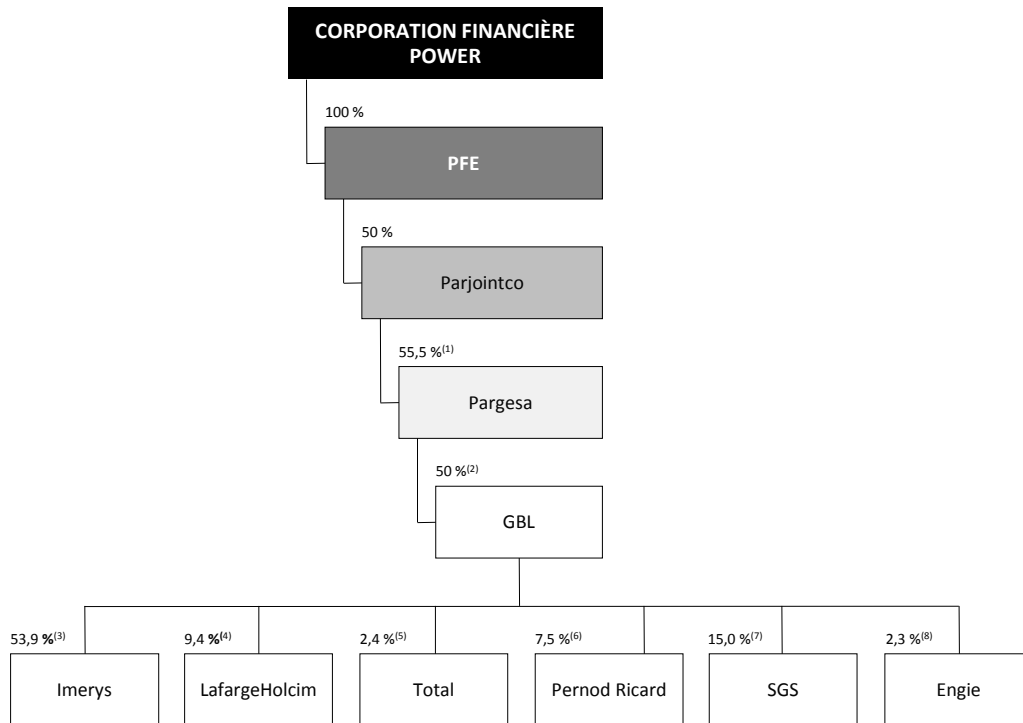 CORPORATION FINANCIÈRE
POWER
100 %
PFE
50 %
Parjointco
55,5 %(1)
Pargesa
50 %(2)
GBL
53,9 %(3)
9,4 %(4)
2,4 %(5)
7,5 %(6)
15,0 %(7)
2,3 %(8)
Imerys
LafargeHolcim
Total
Pernod Ricard
SGS
Engie